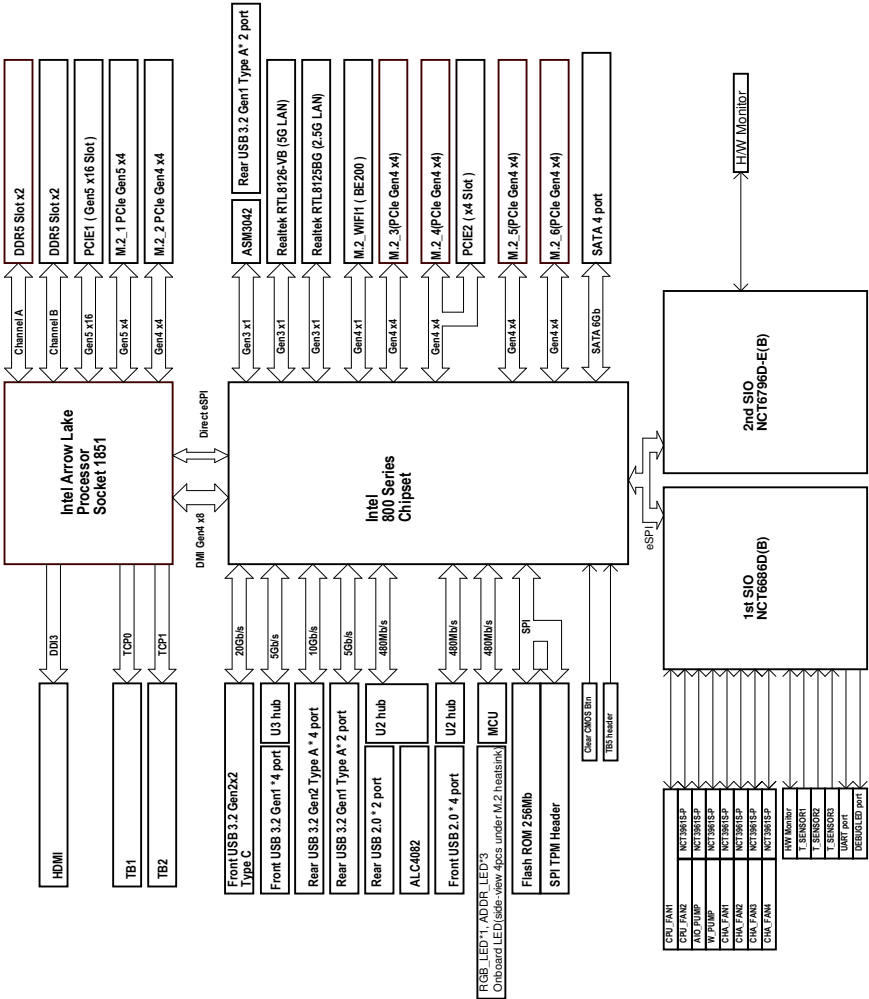 DDR5 Slot x2
DDR5 Slot x2
PCIE1 ( Gen5 x16 Slot )
M.2_1 PCIe Gen5 x4
M.2_2 PCIe Gen4 x4
Channel A
Channel B
Gen5 x16
Gen5 x4
Gen4 x4
Intel Arrow Lake
Processor
Socket 1851
DDI3
TCP0
TCP1
HDMI
TB1
TB2
DMI Gen4 x8
Direct eSPI
Rear USB 3.2 Gen1 Type A* 2 port
ASM3042
Realtek RTL8126-VB (5G LAN)
Realtek RTL8125BG (2.5G LAN)
M.2_WIFI1 ( BE200 )
M.2_3(PCIe Gen4 x4)
M.2_4(PCIe Gen4 x4)
PCIE2 ( x4 Slot )
M.2_5(PCIe Gen4 x4)
M.2_6(PCIe Gen4 x4)
SATA 4 port
Gen3 x1
Gen3 x1
Gen3 x1
Gen4 x1
Gen4 x4
Gen4 x4
Gen4 x4
Gen4 x4
SATA 6Gb
Intel
800 Series
Chipset
20Gb/s
5Gb/s
10Gb/s
5Gb/s
480Mb/s
480Mb/s
480Mb/s
SPI
Front USB 3.2 Gen2x2
Type C
U3 hub
Front USB 3.2 Gen1 *4 port
Rear USB 3.2 Gen2 Type A * 4 port
Rear USB 3.2 Gen1 Type A* 2 port
U2 hub
Rear USB 2.0 * 2 port
ALC4082
U2 hub
Front USB 2.0 * 4 port
MCU
RGB_LED*1, ADDR_LED*3
Onboard LED(side-view 4pcs under M.2 heatsink)
Flash ROM 256Mb
SPI TPM Header
Clear CMOS Btn
TB5 header
eSPI
H/W Monitor
2nd SIO
NCT6796D-E(B)
1st SIO
NCT6686D(B)
CPU_FAN1
CPU_FAN2
NCT3961S-P
AIO_PUMP
NCT3961S-P
W_PUMP
NCT3961S-P
CHA_FAN1
NCT3961S-P
CHA_FAN2
NCT3961S-P
CHA_FAN3
NCT3961S-P
CHA_FAN4
NCT3961S-P
H/W Monitor
T_SENSOR1
T_SENSOR2
T_SENSOR3
UART port
DEBUGLED port